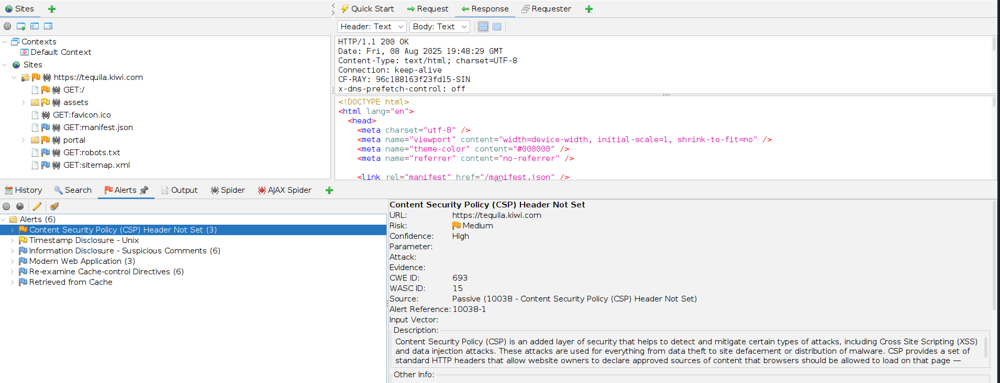 Sites
Quick Start
Request
Response
Requester
Header: Text
Body: Text
Contexts
Default Context
Sites
https://tequila.kiwi.com
GET:/
assets
GET:favicon.ico
GET:manifest.json
portal
GET:robots.txt
GET:sitemap.xml
HTTP/1.1 200 OK
Date: Fri, 08 Aug 2025 19:48:29 GMT
Content-Type: text/html; charset=UTF-8
Connection: keep-alive
CF-RAY: 96c188163f23fd15-SIN
x-dns-prefetch-control: off
<!DOCTYPE html>
<html lang="en">
<head>
<meta charset="utf-8" />
<meta name="viewport" content="width=device-width, initial-scale=1, shrink-to-fit=no" />
<meta name="theme-color" content="#000000" />
<meta name="referrer" content="no-referrer" />
<link rel="manifest" href="/manifest.json" />
History
Search
Alerts
Output
Spider
AJAX Spider
Alerts (6)
Content Security Policy (CSP) Header Not Set (3)
Timestamp Disclosure - Unix
Information Disclosure - Suspicious Comments (6)
Modern Web Application (3)
Re-examine Cache-control Directives (6)
Retrieved from Cache
Content Security Policy (CSP) Header Not Set
URL: https://tequila.kiwi.com
Risk: Medium
Confidence: High
Parameter:
Attack:
Evidence:
CWE ID: 693
WASC ID: 15
Source: Passive (10038 - Content Security Policy (CSP) Header Not Set)
Alert Reference: 10038-1
Input Vector:
Description:
Content Security Policy (CSP) is an added layer of security that helps to detect and mitigate certain types of attacks, including Cross Site Scripting (XSS)
and data injection attacks. These attacks are used for everything from data theft to site defacement or distribution of malware. CSP provides a set of
standard HTTP headers that allow website owners to declare approved sources of content that browsers should be allowed to load on that page —
Other Info: